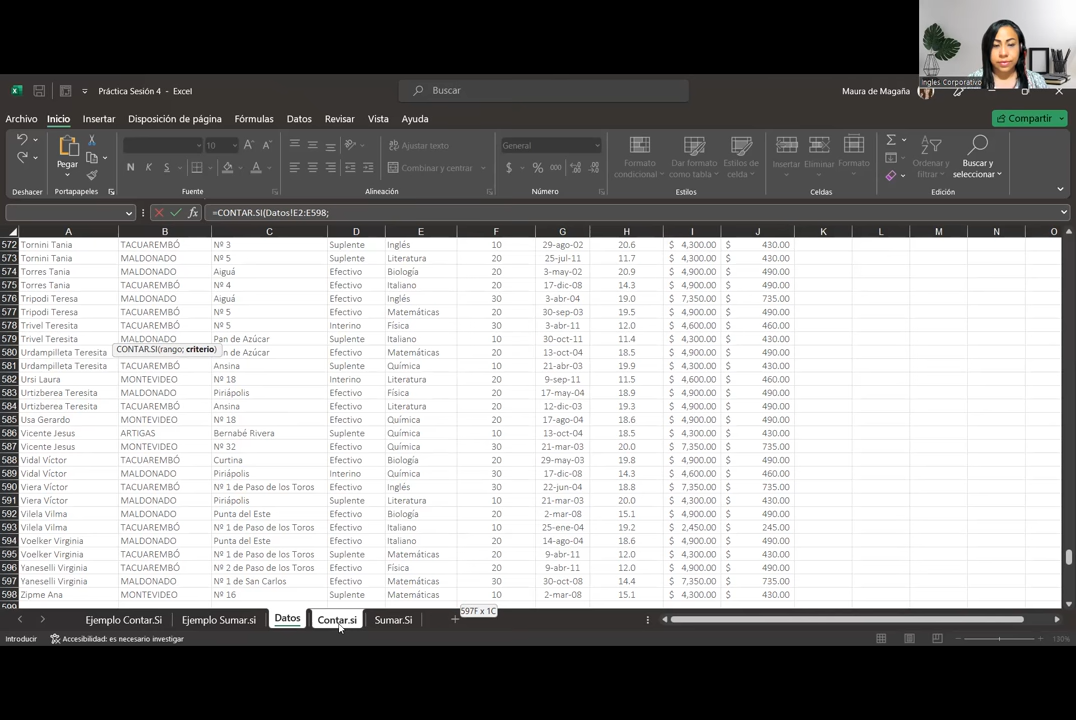 Ingles Corporativo
Práctica Sesión 4 - Excel
Buscar
Maura de Magaña
Archivo Inicio Insertar Disposición de página Fórmulas Datos Revisar Vista Ayuda
Compartir
Pegar
10
N K S
Ajustar texto
Combinar y centrar
General
$ % 000
Formato condicional
Dar formato como tabla
Estilos de celda
Insertar Eliminar Formato
Ordenar y filtrar
Buscar y seleccionar
Deshacer Portapapeles Fuente Alineación Número Estilos Celdas Edición
=CONTAR.SI(Datos!E2:E598;
A B C D E F G H I J K L M N O
572 Tornini Tania TACUAREMBÓ Nº 3 Suplente Inglés 10 29-ago-02 20.6 $ 4,300.00 $ 430.00
573 Tornini Tania MALDONADO Nº 5 Suplente Literatura 20 25-jul-11 11.7 $ 4,300.00 $ 430.00
574 Torres Tania MALDONADO Aiguá Efectivo Biología 20 3-may-02 20.9 $ 4,900.00 $ 490.00
575 Torres Tania TACUAREMBÓ Nº 4 Efectivo Italiano 20 17-dic-08 14.3 $ 4,900.00 $ 490.00
576 Tripodi Teresa MALDONADO Aiguá Efectivo Inglés 30 3-abr-04 19.0 $ 7,350.00 $ 735.00
577 Tripodi Teresa TACUAREMBÓ Nº 5 Efectivo Matemáticas 20 30-sep-03 19.5 $ 4,900.00 $ 490.00
578 Trivel Teresita TACUAREMBÓ Nº 5 Interino Física 20 3-abr-11 12.0 $ 4,600.00 $ 460.00
579 Trivel Teresita MALDONADO Pan de Azúcar Suplente Italiano 30 30-oct-11 11.4 $ 4,300.00 $ 430.00
CONTAR.SI(rango; criterio)
580 Urdampilleta Teresita n de Azúcar Efectivo Matemáticas 20 13-oct-04 18.5 $ 4,900.00 $ 490.00
581 Urdampilleta Teresita TACUAREMBÓ Ansina Suplente Química 10 21-abr-03 19.9 $ 4,300.00 $ 430.00
582 Ursi Laura MONTEVIDEO Nº 18 Interino Literatura 20 9-sep-11 11.5 $ 4,600.00 $ 460.00
583 Urtizberea Teresita MALDONADO Piriápolis Efectivo Física 20 17-may-04 18.9 $ 4,900.00 $ 490.00
584 Urtizberea Teresita TACUAREMBÓ Ansina Efectivo Literatura 20 12-dic-03 19.3 $ 4,900.00 $ 490.00
585 Usa Gerardo MONTEVIDEO Nº 18 Efectivo Química 20 17-ago-04 18.6 $ 4,900.00 $ 490.00
586 Vicente Jesus ARTIGAS Bernabé Rivera Suplente Química 10 13-oct-04 18.5 $ 4,300.00 $ 430.00
587 Vicente Jesus MONTEVIDEO Nº 32 Efectivo Química 30 21-mar-03 20.0 $ 7,350.00 $ 735.00
588 Vidal Víctor TACUAREMBÓ Curtina Efectivo Biología 20 29-may-03 19.8 $ 4,900.00 $ 490.00
589 Vidal Víctor MALDONADO Piriápolis Interino Química 30 17-dic-08 14.3 $ 4,600.00 $ 460.00
590 Viera Víctor TACUAREMBÓ Nº 1 de Paso de los Toros Efectivo Inglés 30 22-jun-04 18.8 $ 7,350.00 $ 735.00
591 Viera Víctor MALDONADO Piriápolis Suplente Literatura 30 21-mar-03 20.0 $ 4,300.00 $ 430.00
592 Vilela Vilma MALDONADO Punta del Este Efectivo Biología 20 2-mar-08 15.1 $ 4,900.00 $ 490.00
593 Vilela Vilma TACUAREMBÓ Nº 1 de Paso de los Toros Efectivo Italiano 10 25-ene-04 19.2 $ 2,450.00 $ 245.00
594 Voelker Virginia MALDONADO Punta del Este Efectivo Italiano 20 14-ago-06 18.6 $ 4,900.00 $ 490.00
595 Voelker Virginia TACUAREMBÓ Nº 1 de Paso de los Toros Suplente Matemáticas 20 9-abr-11 12.0 $ 4,300.00 $ 430.00
596 Yaneselli Virginia TACUAREMBÓ Nº 2 de Paso de los Toros Efectivo Física 20 9-abr-11 12.0 $ 4,900.00 $ 490.00
597 Yaneselli Virginia MALDONADO Nº 1 de San Carlos Efectivo Matemáticas 30 30-oct-08 14.4 $ 7,350.00 $ 735.00
598 Zipme Ana MONTEVIDEO Nº 16 Suplente Matemáticas 10 2-mar-08 15.1 $ 4,300.00 $ 430.00
597F x 1C
Ejemplo Contar.Si Ejemplo Sumar.si Datos Contar.si Sumar.Si
Introducir Accesibilidad: es necesario investigar 130%